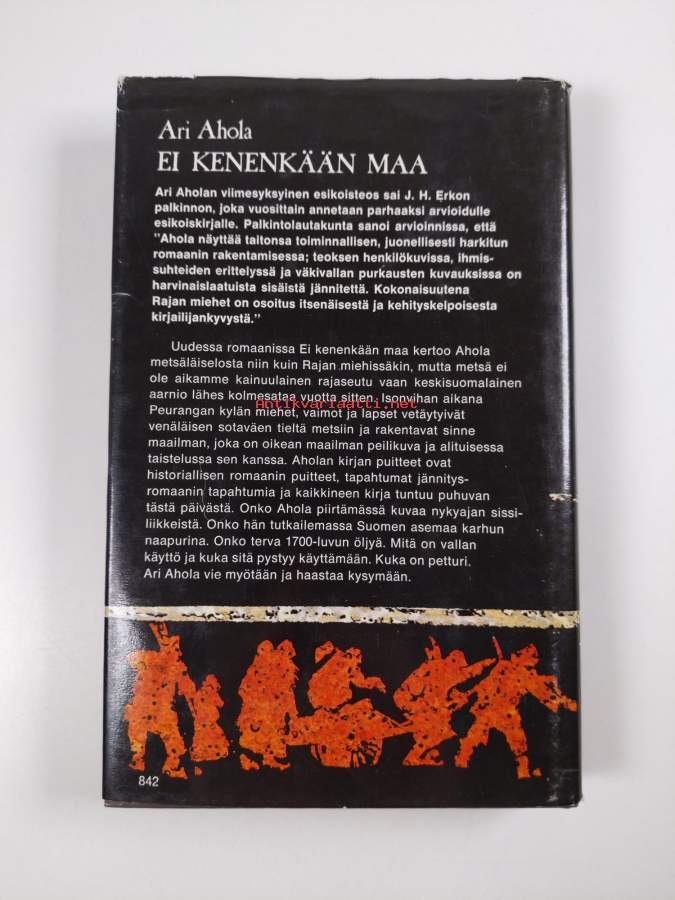 Ari Ahola
EI KENENKÄÄN MAA
Ari Aholan viimesyksyinen esikoisteos sai J. H. Erkon
palkinnon, joka vuosittain annetaan parhaaksi arvioidulle
esikoiskirjalle. Palkintolautakunta sanoi arvioinnissa, että
"Ahola näyttää taitonsa toiminnallisen, juonellisesti harkitun
romaanin rakentamisessa; teoksen henkilökuvissa, ihmis-
suhteiden erittelyssä ja väkivallan purkausten kuvauksissa on
harvinaislaatuista sisäistä jännitettä. Kokonaisuutena
Rajan miehet on osoitus itsenäisestä ja kehityskelpoisesta
kirjailijankyvystä."
Uudessa romaanissa Ei kenenkään maa kertoo Ahola
metsäläiselosta niin kuin Rajan miehissäkin, mutta metsä ei
ole aikamme kainuulainen rajaseutu vaan keskisuomalainen
aarnio lähes kolmesataa vuotta sitten. Isonvihan aikana
Antikvariaatti.net
Peurangan kylän miehet, vaimot ja lapset vetäytyivät
venäläisen sotaväen tieltä metsiin ja rakentavat sinne
maailman, joka on oikean maailman peilikuva ja alituisessa
taistelussa sen kanssa. Aholan kirjan puitteet ovat
historiallisen romaanin puitteet, tapahtumat jännitys-
romaanin tapahtumia ja kaikkineen kirja tuntuu puhuvan
tästä päivästä. Onko Ahola piirtämässä kuvaa nykyajan sissi-
liikkeistä. Onko hän tutkailemassa Suomen asemaa karhun
naapurina. Onko terva 1700-luvun öljyä. Mitä on vallan
käyttö ja kuka sitä pystyy käyttämään. Kuka on petturi.
Ari Ahola vie myötään ja haastaa kysymään.
842